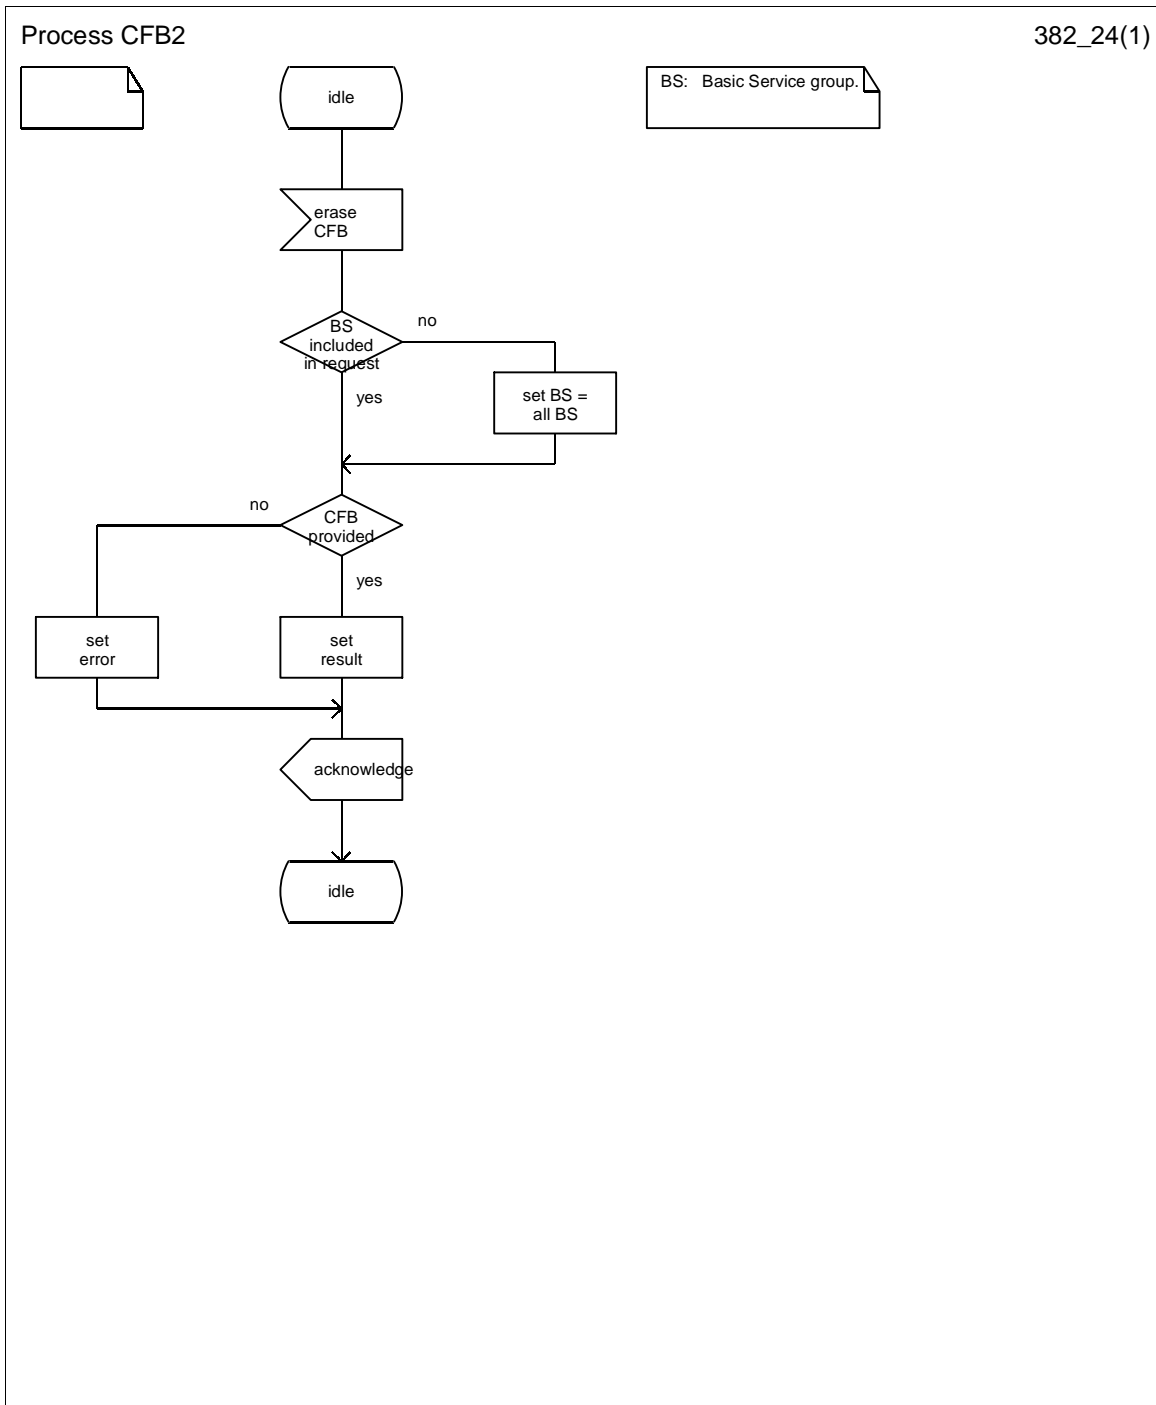 Process CFB2
382_24(1)
idle
BS: Basic Service group.
erase
CFB
BS
included
in request
no
yes
set BS =
all BS
no
CFB
provided
yes
set
error
set
result
acknowledge
idle